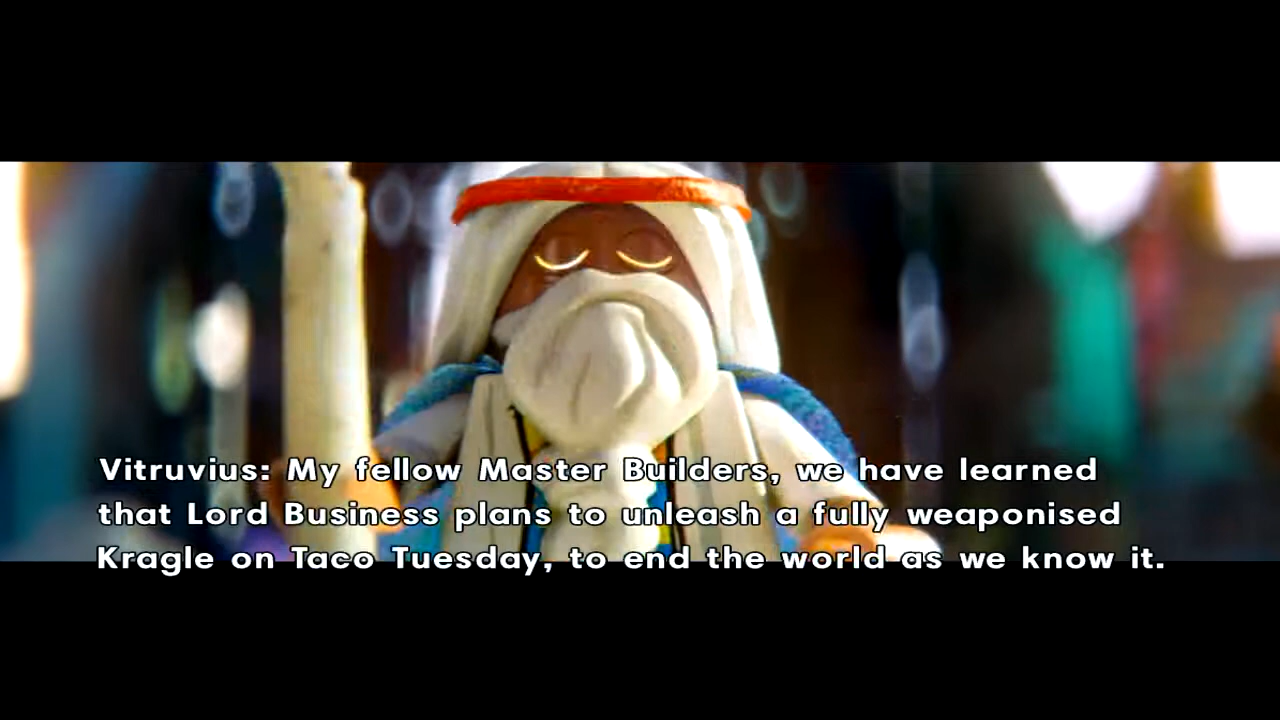 Vitruvius: My fellow Master Builders, we have learned
that Lord Business plans to unleash a fully weaponised
Kragle on Taco Tuesday, to end the world as we know it.